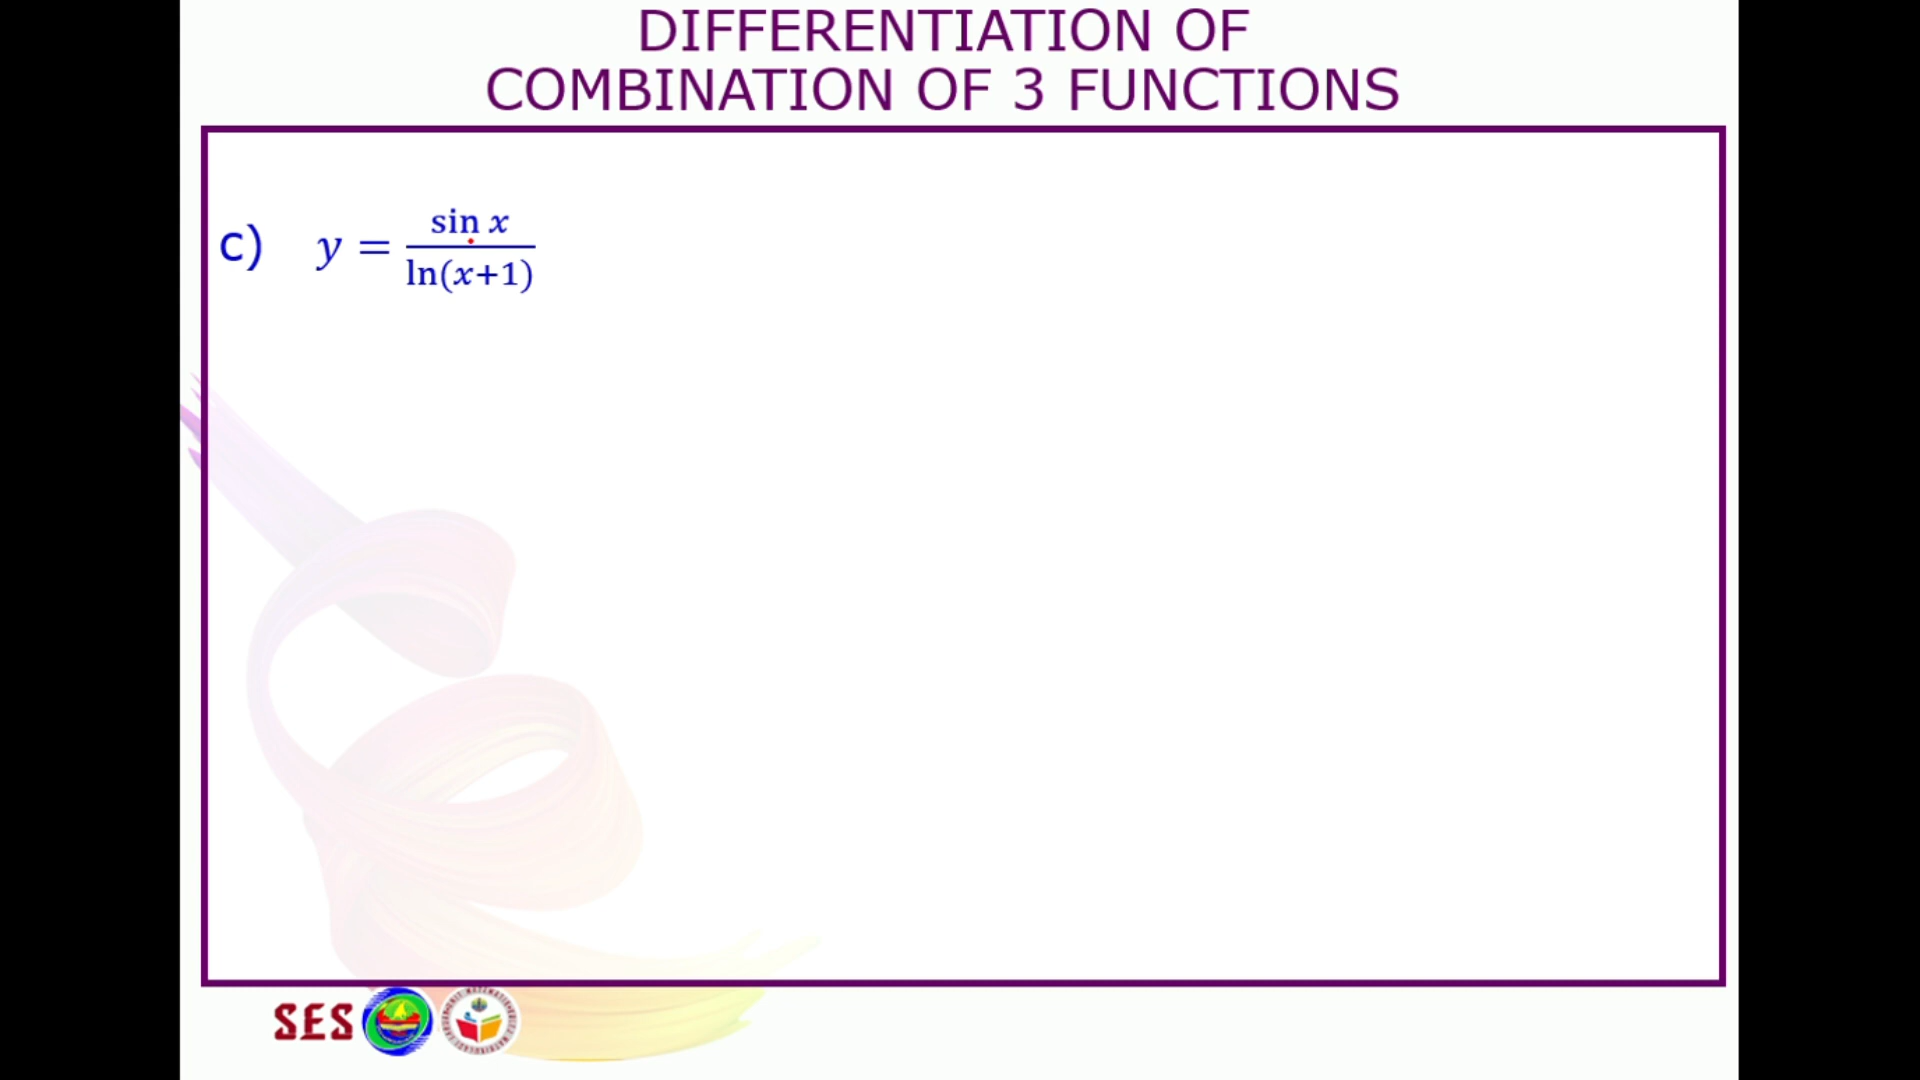 DIFFERENTIATION OF
COMBINATION OF 3 FUNCTIONS
c) y = sin x / ln(x+1)
SES